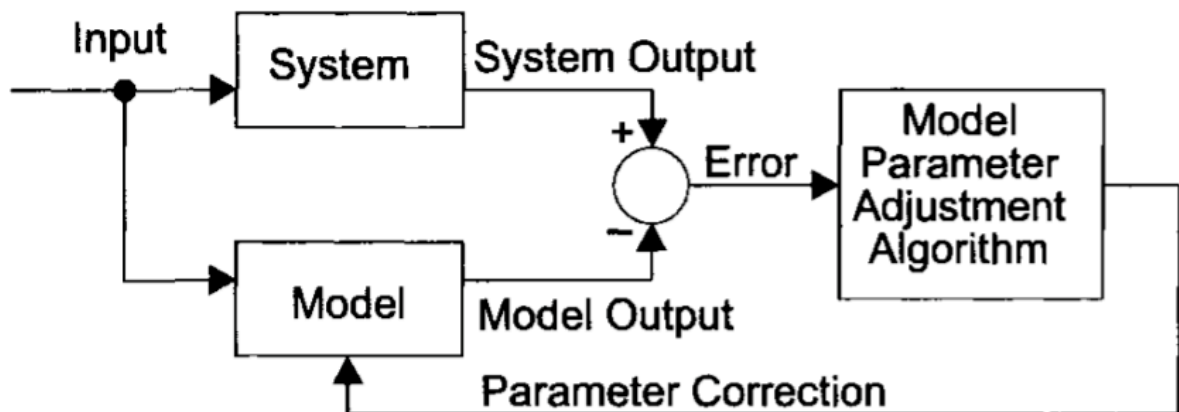 Input
System
System Output
+
Error
Model
Parameter
Adjustment
Algorithm
−
Model
Model Output
Parameter Correction